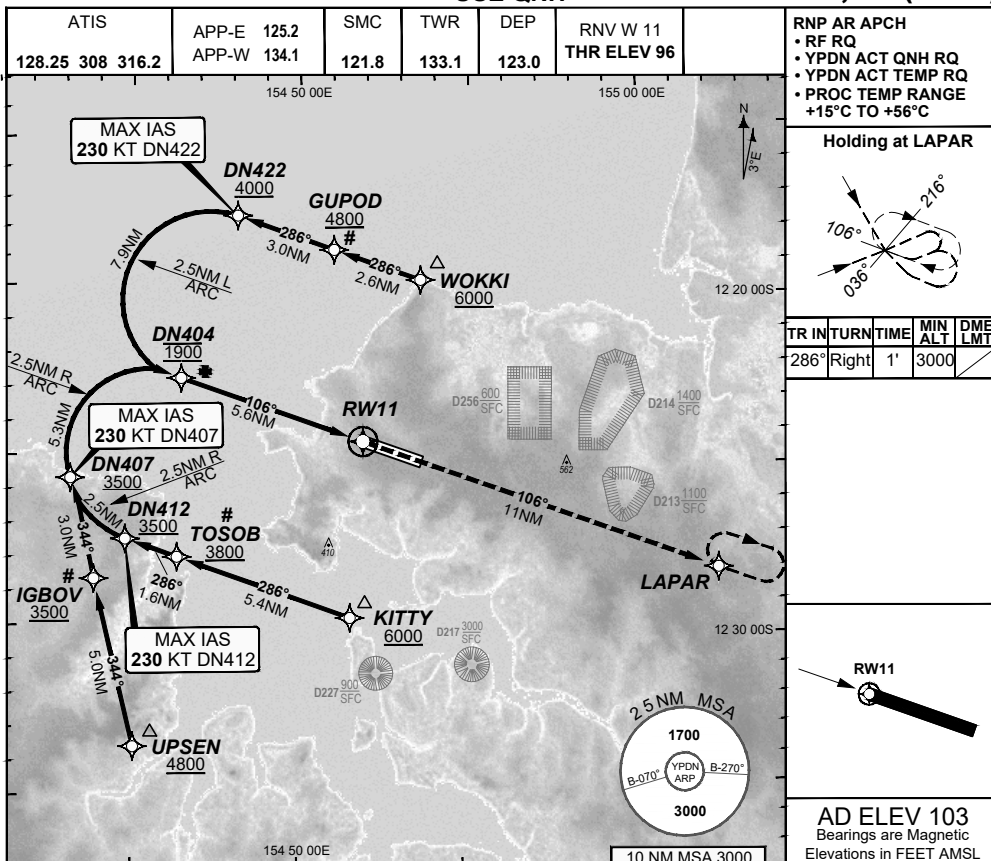 ATIS
128.25 308 316.2
APP-E 125.2
APP-W 134.1
SMC
121.8
TWR
133.1
DEP
123.0
RNV W 11
THR ELEV 96
RNP AR APCH
• RF RQ
• YPDN ACT QNH RQ
• YPDN ACT TEMP RQ
• PROC TEMP RANGE
+15°C TO +56°C
154 50 00E
155 00 00E
N
3°E
MAX IAS
230 KT DN422
DN422
4000
GUPOD
4800
#
286°
3.0NM
286°
2.6NM
WOKKI
6000
7.9NM
2.5NM L
ARC
12 20 00S
Holding at LAPAR
106°
216°
036°
TR IN TURN TIME MIN ALT DME LMT
286° Right 1' 3000
DN404
1900
2.5NM R
ARC
5.3NM
106°
5.6NM
RW11
D256 600 SFC
D214 1400 SFC
562
D213 1100 SFC
MAX IAS
230 KT DN407
DN407
3500
2.5NM R
ARC
2.5NM
DN412
3500
#
TOSOB
3800
410
106°
11NM
LAPAR
344°
3.0NM
#
IGBOV
3500
286°
1.6NM
286°
5.4NM
KITTY
6000
12 30 00S
MAX IAS
230 KT DN412
D217 3000 SFC
D227 900 SFC
344°
5.0NM
UPSEN
4800
25NM MSA
1700
B-070°
YPDN
ARP
B-270°
3000
RW11
154 50 00E
10 NM MSA 3000
AD ELEV 103
Bearings are Magnetic
Elevations in FEET AMSL